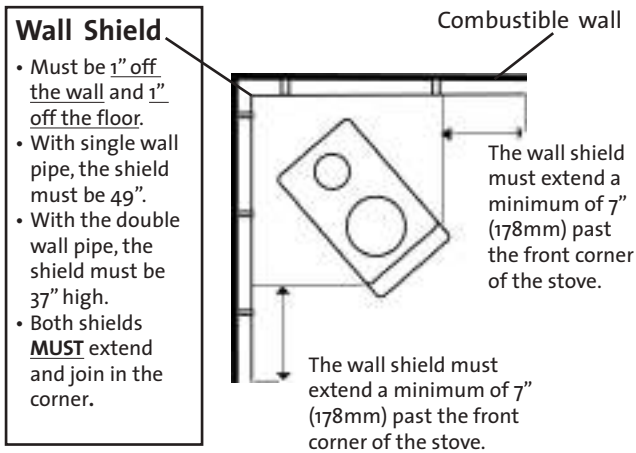 Wall Shield
• Must be 1" off
the wall and 1"
off the floor.
• With single wall
pipe, the shield
must be 49".
• With the double
wall pipe, the
shield must be
37" high.
• Both shields
MUST extend
and join in the
corner.
Combustible wall
The wall shield
must extend a
minimum of 7"
(178mm) past
the front corner
of the stove.
The wall shield must
extend a minimum of 7"
(178mm) past the front
corner of the stove.